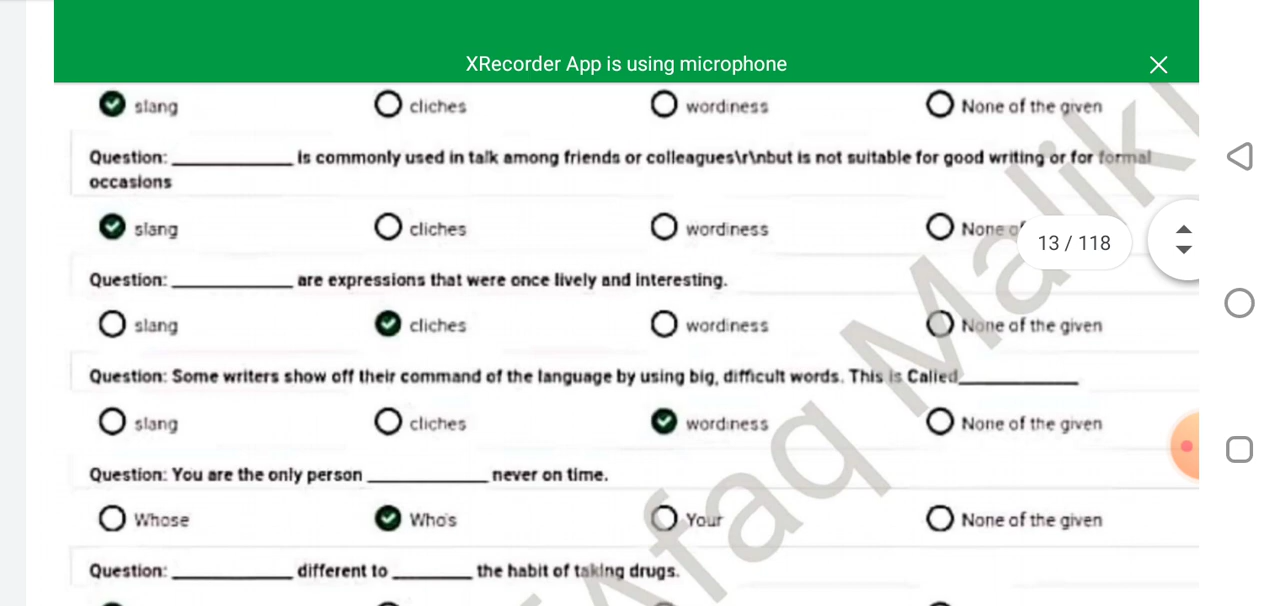 XRecorder App is using microphone
slang cliches wordiness None of the given
Question: ____________ is commonly used in talk among friends or colleagues\r\nbut is not suitable for good writing or for formal
occasions
slang cliches wordiness None of
13 / 118
Question: ____________ are expressions that were once lively and interesting.
slang cliches wordiness None of the given
Question: Some writers show off their command of the language by using big, difficult words. This is Called____________
slang cliches wordiness None of the given
Question: You are the only person ____________ never on time.
Whose Who's Your None of the given
Question: ____________ different to ________ the habit of taking drugs.
Afaq Malik